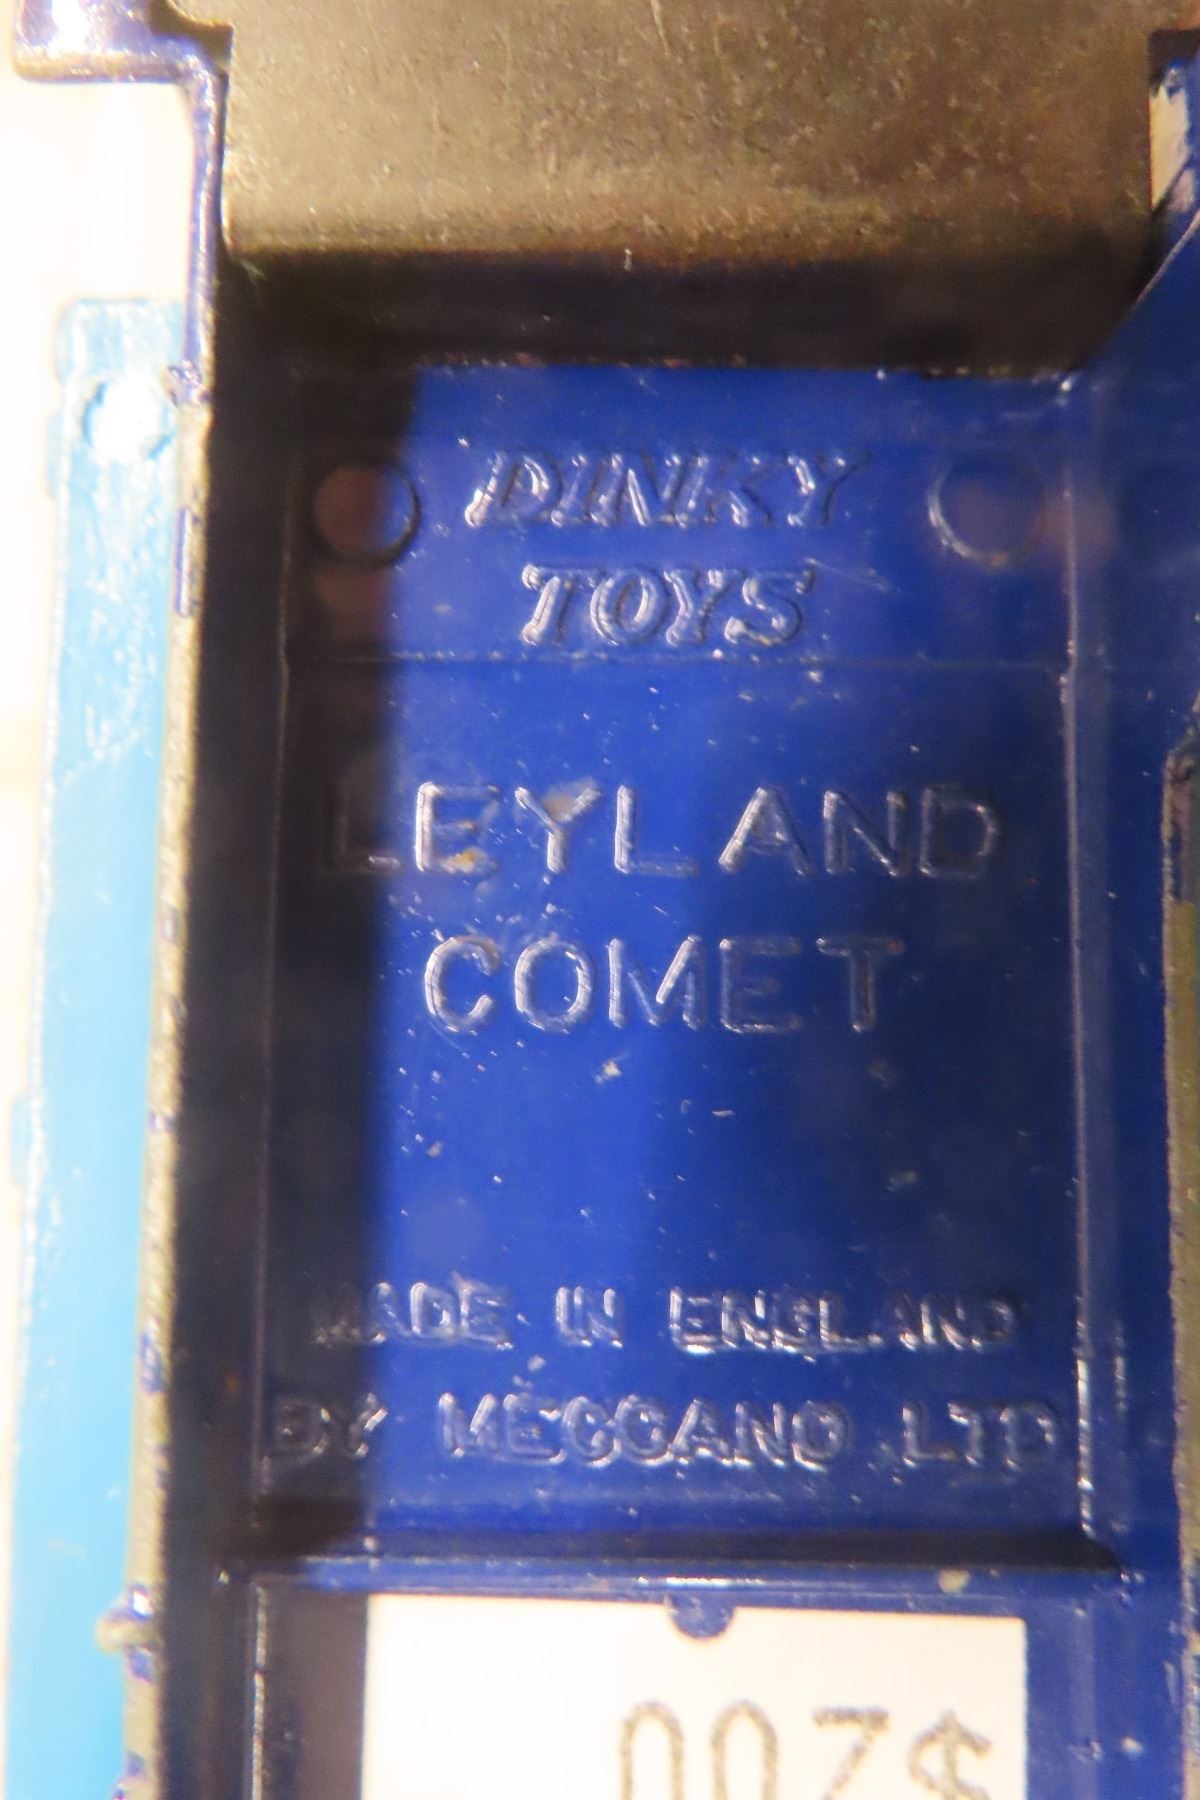 DINKY
TOYS
LEYLAND
COMET
MADE IN ENGLAND
BY MECCANO LTD